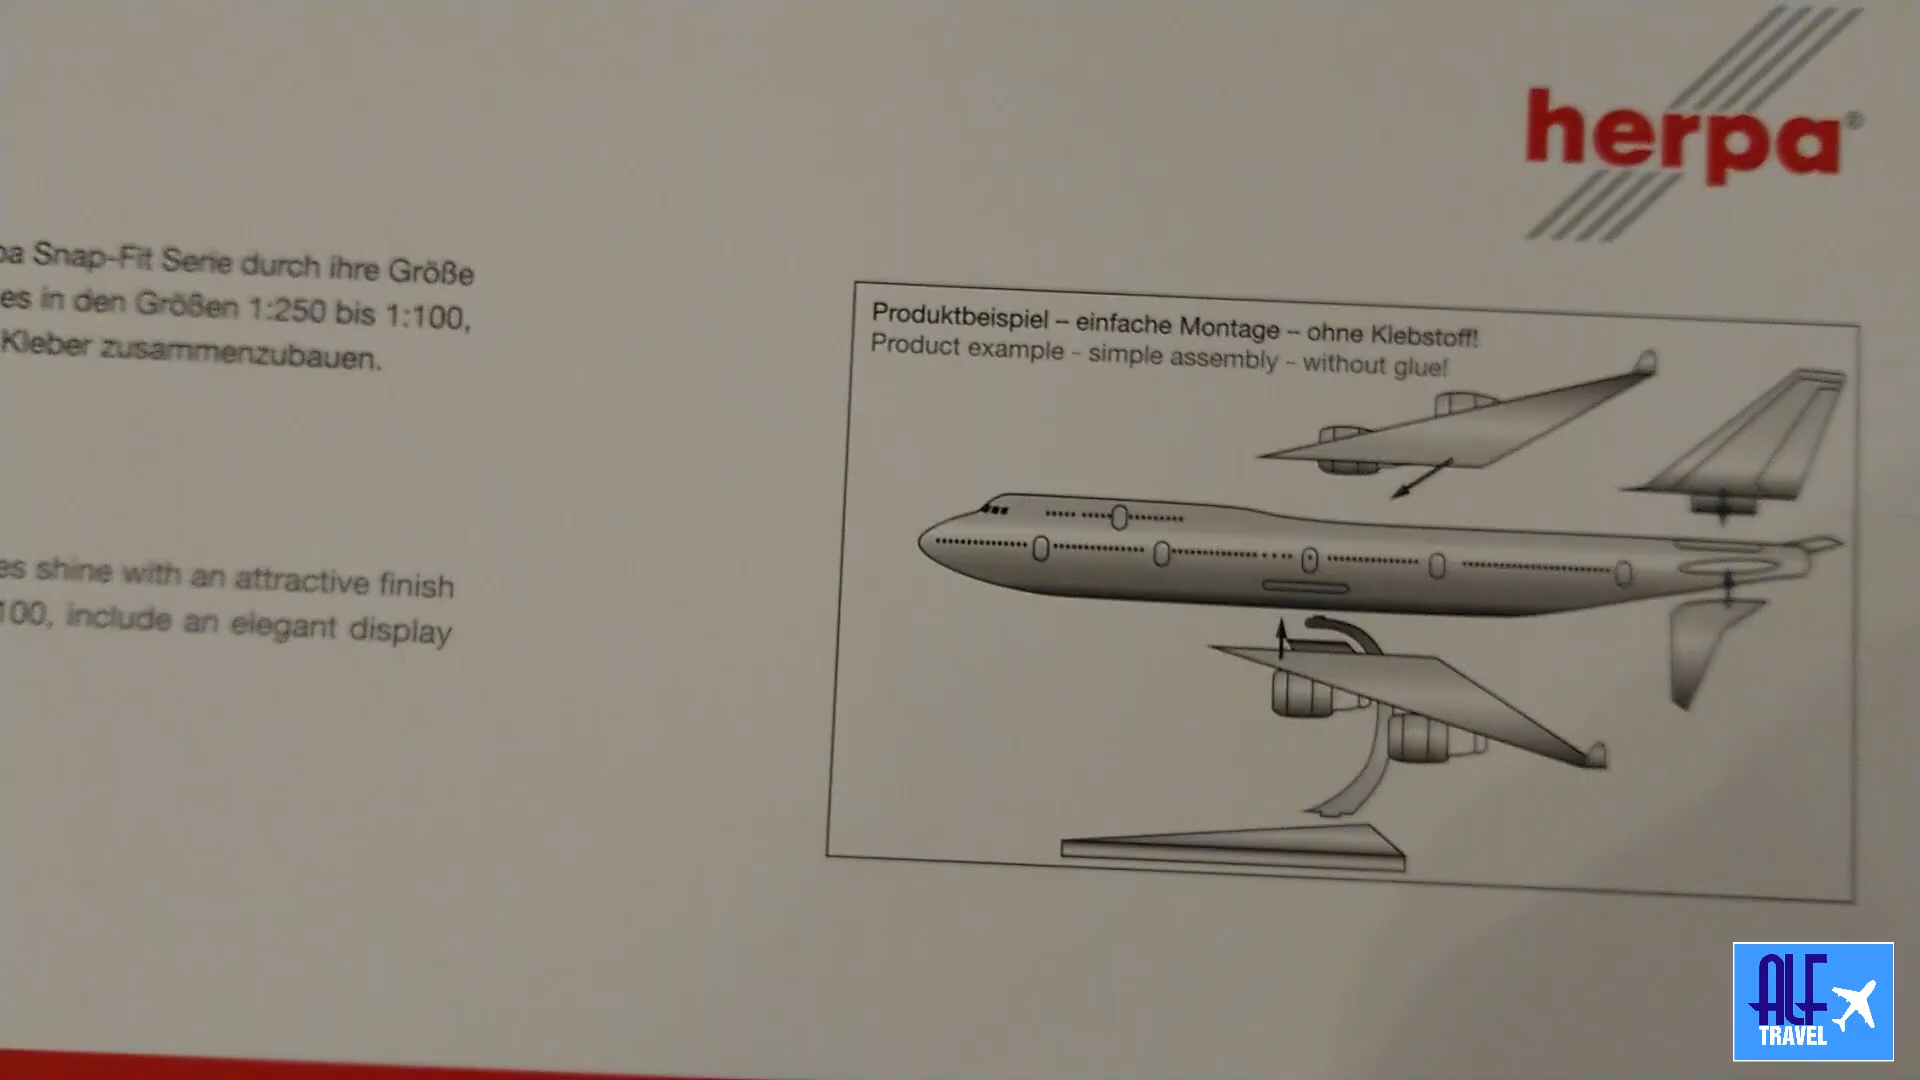 herpa®
pa Snap-Fit Serie durch ihre Größe
es in den Größen 1:250 bis 1:100,
Kleber zusammenzubauen.
es shine with an attractive finish
100, include an elegant display
Produktbeispiel – einfache Montage – ohne Klebstoff!
Product example - simple assembly - without glue!
ALF
TRAVEL